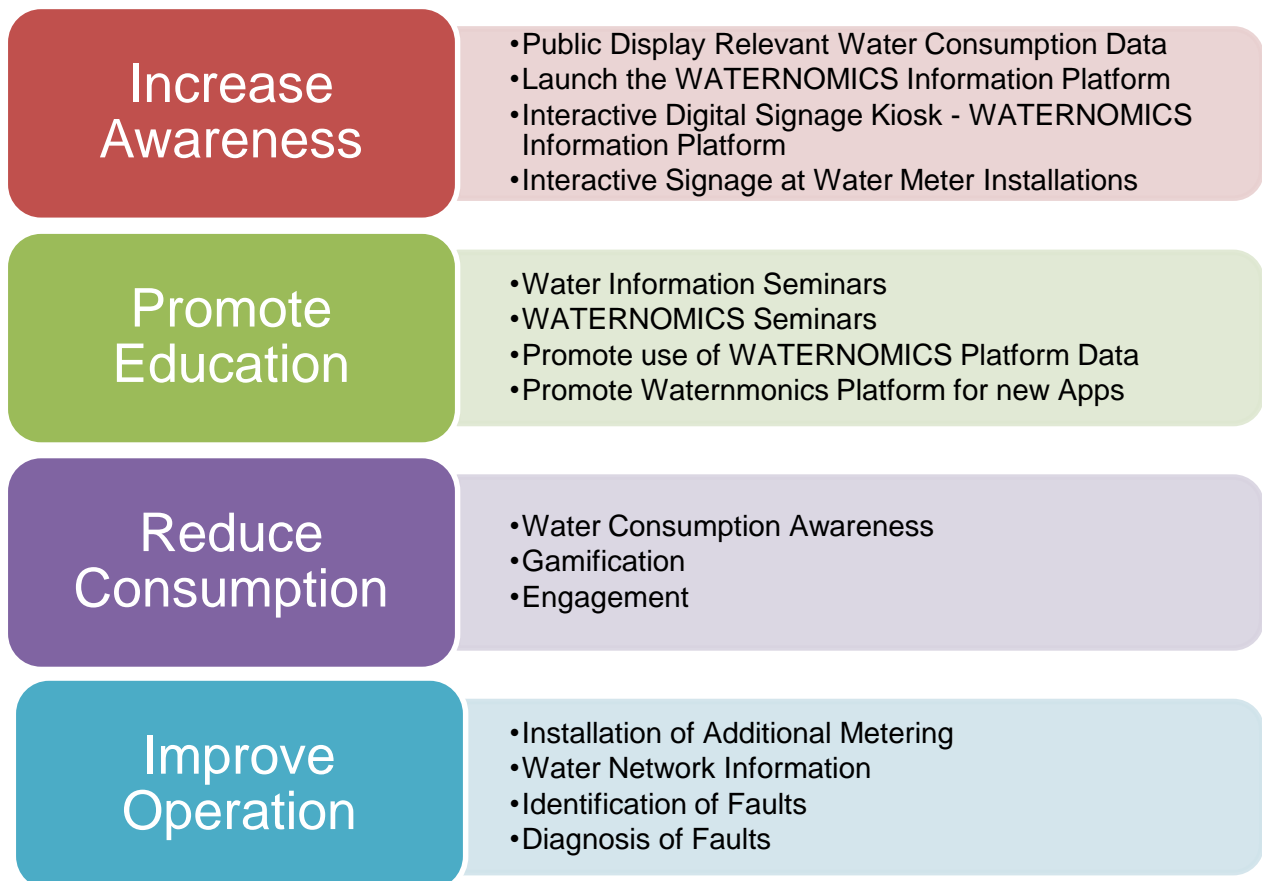 Increase
Awareness
•Public Display Relevant Water Consumption Data
•Launch the WATERNOMICS Information Platform
•Interactive Digital Signage Kiosk - WATERNOMICS
Information Platform
•Interactive Signage at Water Meter Installations
Promote
Education
•Water Information Seminars
•WATERNOMICS Seminars
•Promote use of WATERNOMICS Platform Data
•Promote Waternmonics Platform for new Apps
Reduce
Consumption
•Water Consumption Awareness
•Gamification
•Engagement
Improve
Operation
•Installation of Additional Metering
•Water Network Information
•Identification of Faults
•Diagnosis of Faults